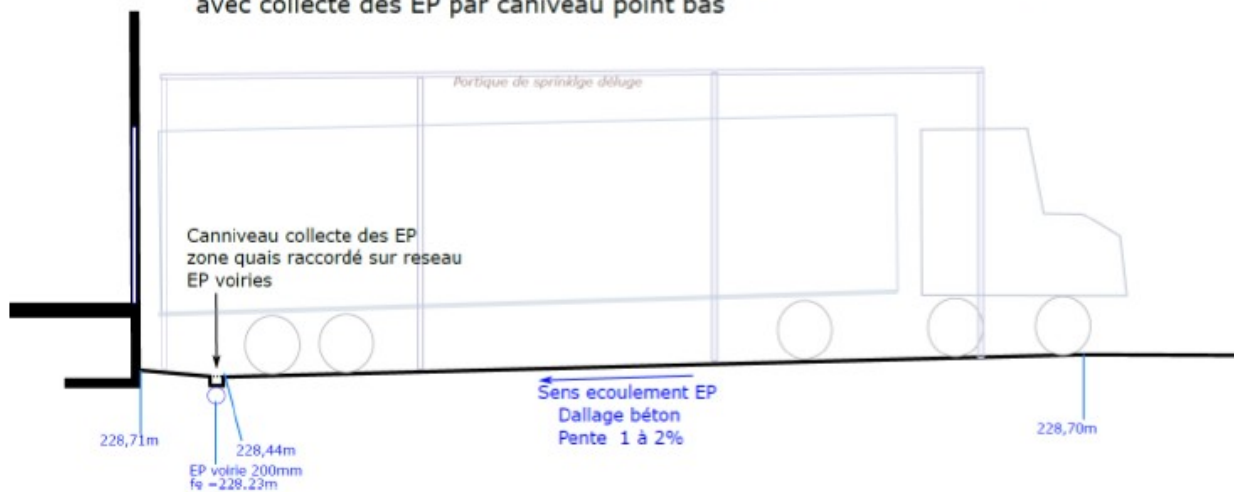 avec collecte des EP par caniveau point bas
Portique de sprinklge déluge
Canniveau collecte des EP
zone quais raccordé sur reseau
EP voiries
Sens ecoulement EP
Dallage béton
Pente 1 à 2%
228,71m
228,44m
228,70m
EP voirie 200mm
fe =228.23m